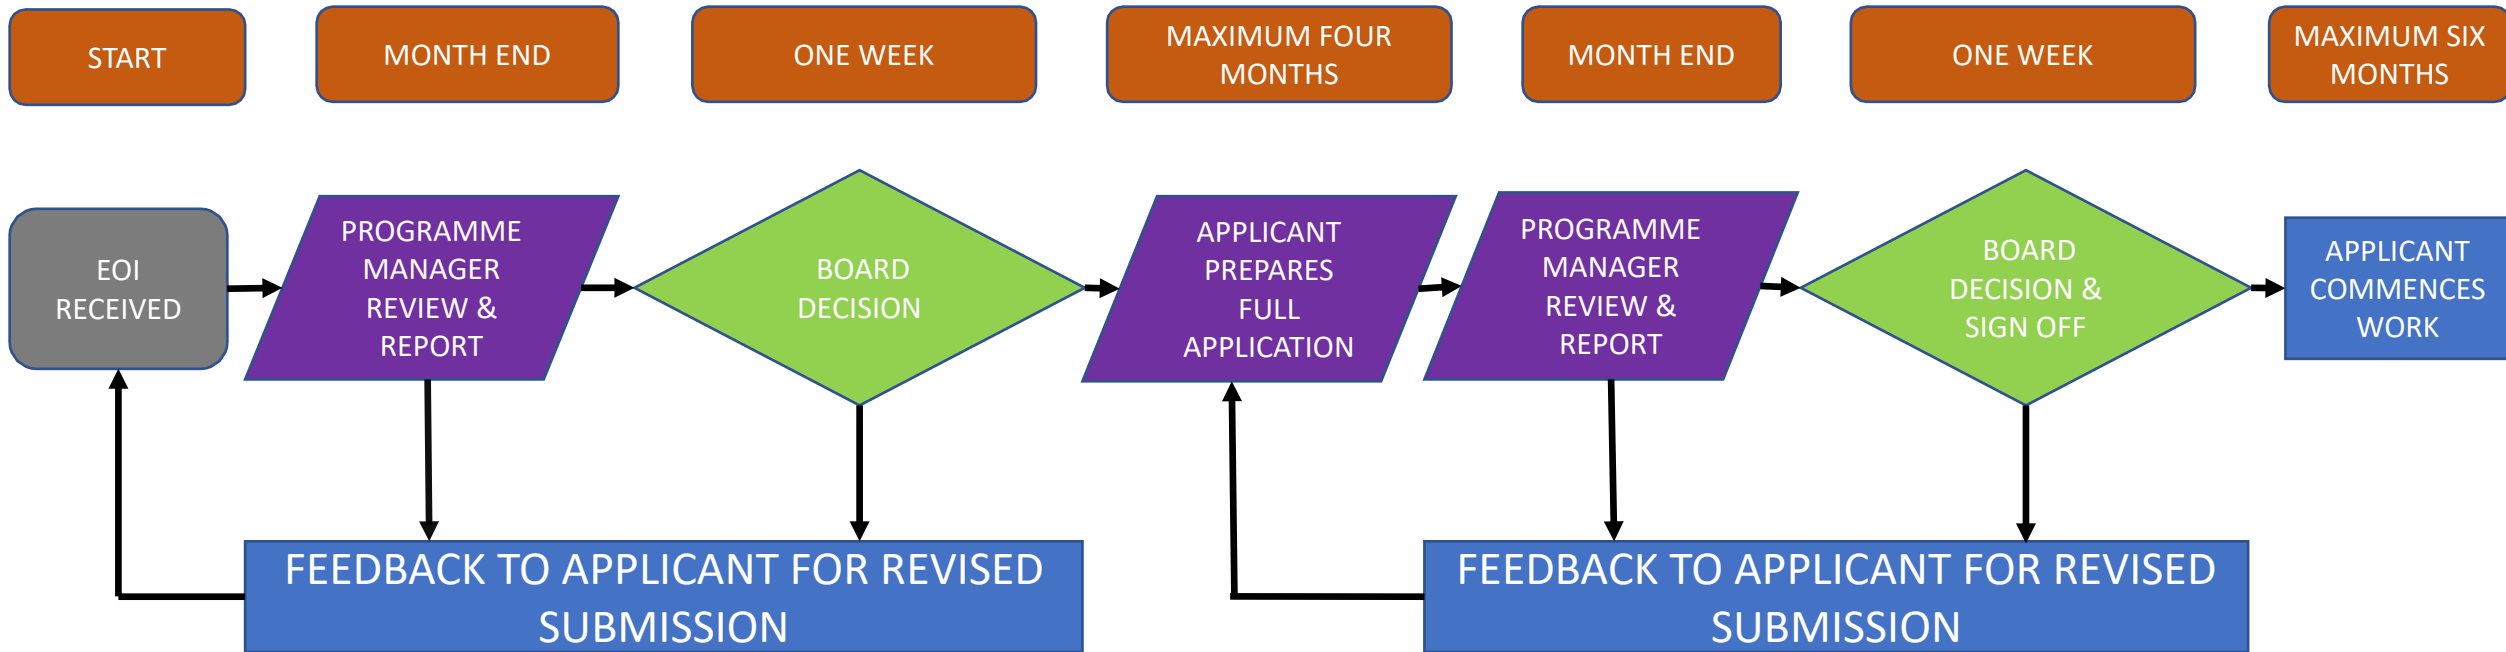 START
MONTH END
ONE WEEK
MAXIMUM FOUR
MONTHS
MONTH END
ONE WEEK
MAXIMUM SIX
MONTHS
EOI
RECEIVED
PROGRAMME
MANAGER
REVIEW &
REPORT
BOARD
DECISION
APPLICANT
PREPARES
FULL
APPLICATION
PROGRAMME
MANAGER
REVIEW &
REPORT
BOARD
DECISION &
SIGN OFF
APPLICANT
COMMENCES
WORK
FEEDBACK TO APPLICANT FOR REVISED
SUBMISSION
FEEDBACK TO APPLICANT FOR REVISED
SUBMISSION